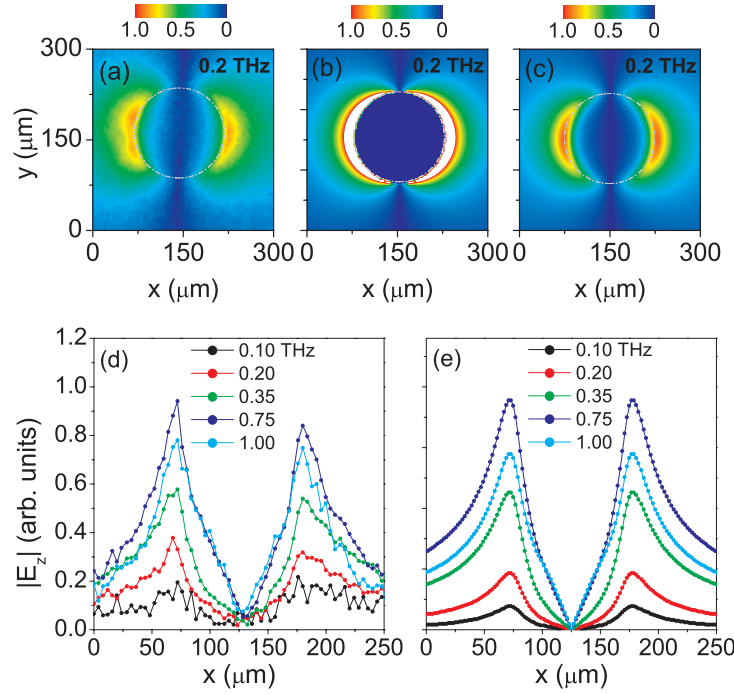 1.0 0.5 0 1.0 0.5 0 1.0 0.5 0
300
(a) 0.2 THz (b) 0.2 THz (c) 0.2 THz
200
y (μm)
100
0
0 150 300 150 300 150 300
x (μm) x (μm) x (μm)
1.2
(d) 0.10 THz (e) 0.10 THz
0.20 0.20
1.0
0.35 0.35
0.75 0.75
0.8
1.00 1.00
0.6
|E_z| (arb. units)
0.4
0.2
0.0
0 50 100 150 200 250 0 50 100 150 200 250
x (μm) x (μm)